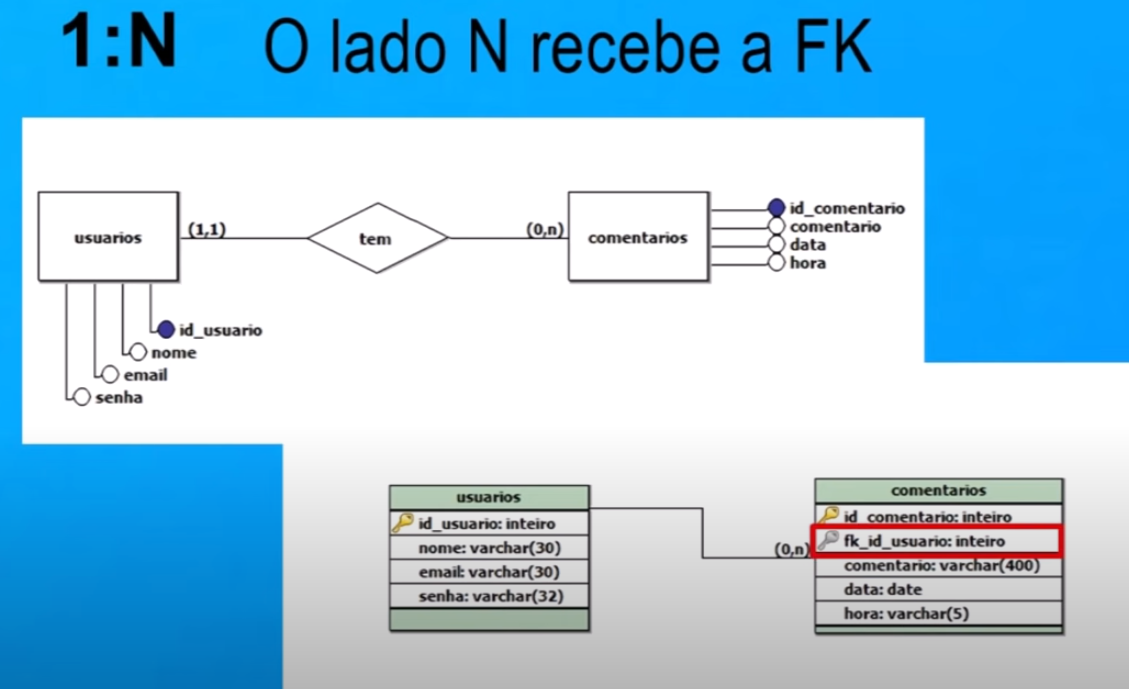 1:N O lado N recebe a FK
usuarios
(1,1)
tem
(0,n)
comentarios
id_comentario
comentario
data
hora
id_usuario
nome
email
senha
usuarios
id_usuario: inteiro
nome: varchar(30)
email: varchar(30)
senha: varchar(32)
(0,n)
comentarios
id_comentario: inteiro
fk_id_usuario: inteiro
comentario: varchar(400)
data: date
hora: varchar(5)